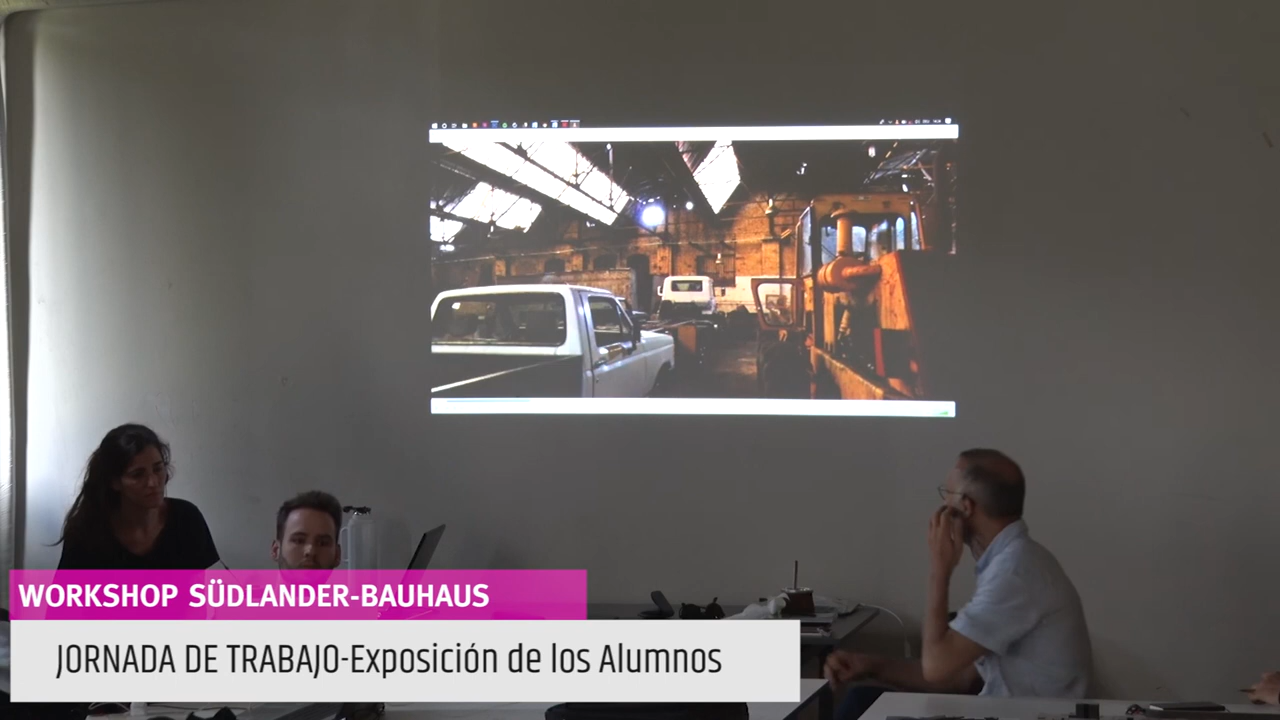 WORKSHOP SÜDLANDER-BAUHAUS
JORNADA DE TRABAJO-Exposición de los Alumnos